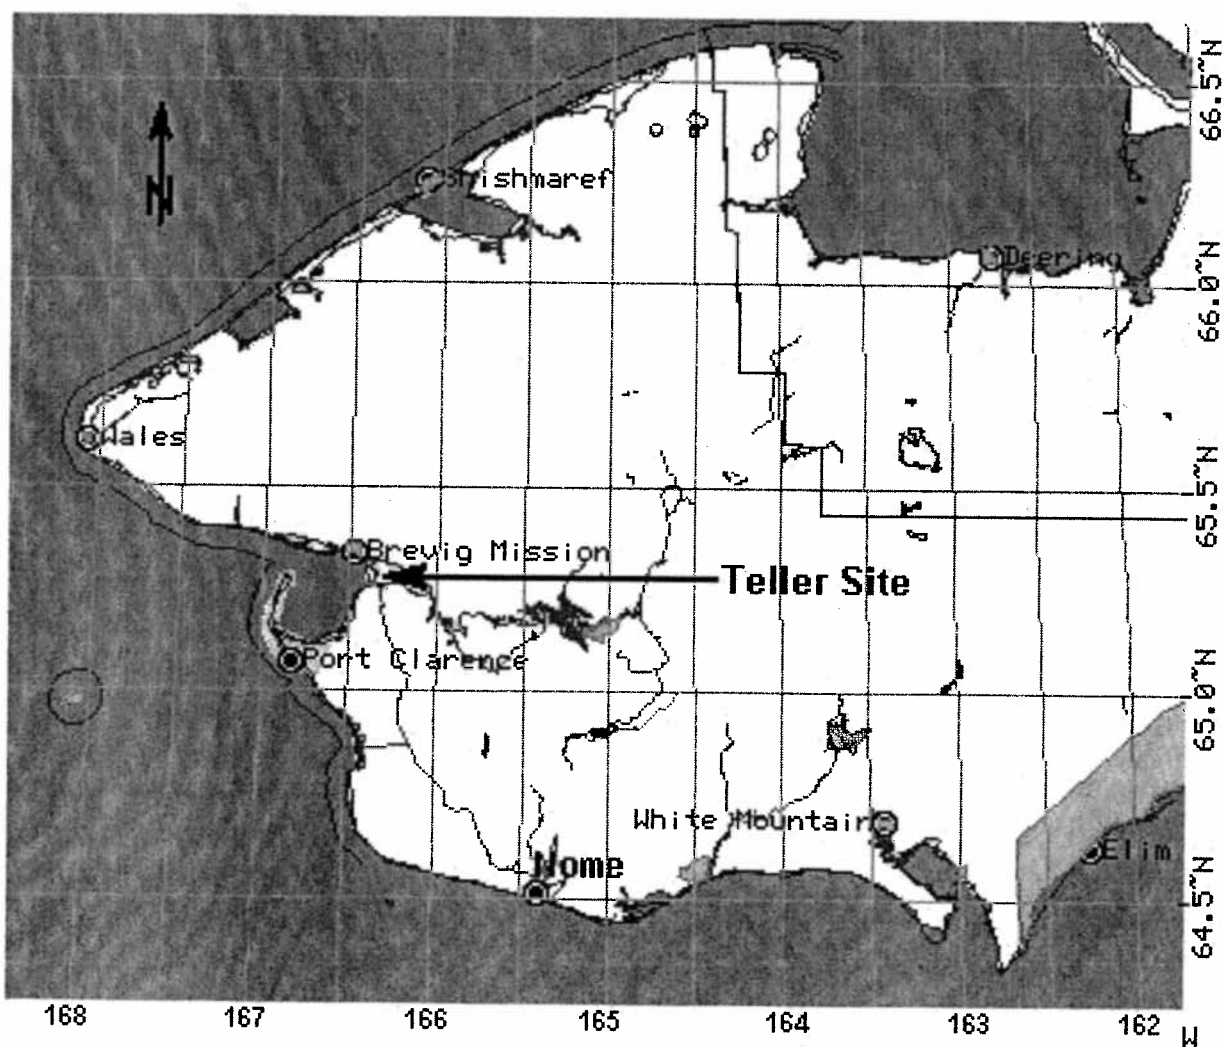 66.5~N
N
Shishmaref
Deering
66.0~N
Wales
65.5~N
Brevig Mission
Teller Site
Port Clarence
65.0~N
White Mountain
Elim
Nome
64.5~N
168 167 166 165 164 163 162 W